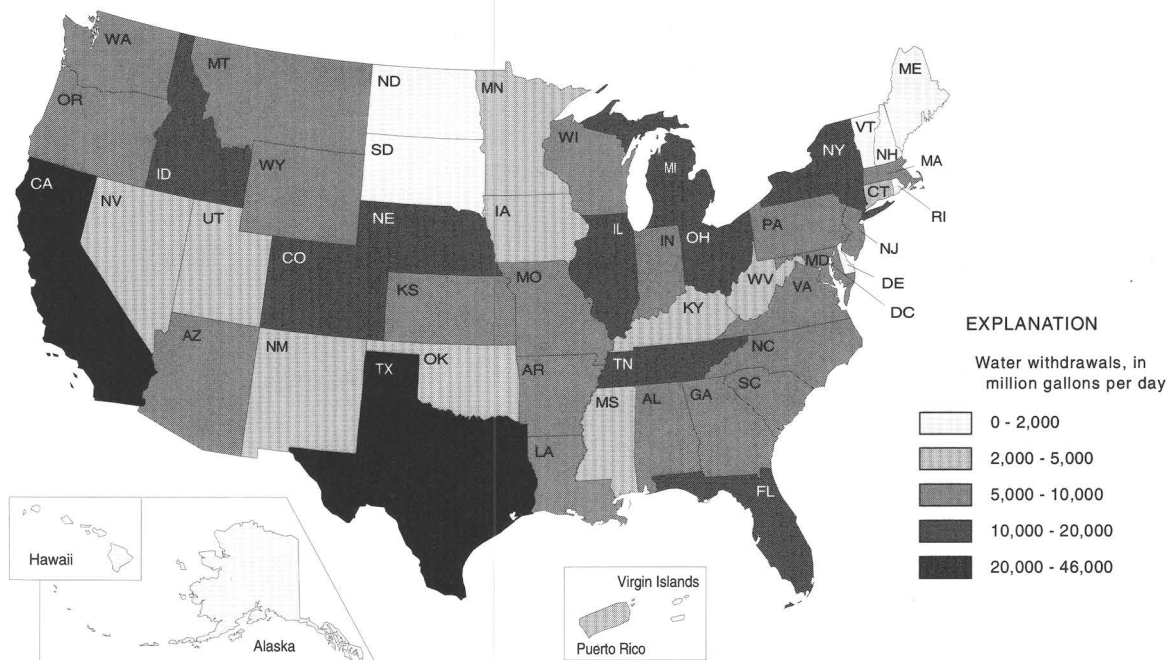 WA
MT
ND
MN
ME
OR
VT
ID
SD
WI
MI
NY
NH
MA
WY
CA
NV
UT
NE
IA
CT
RI
IL
IN
OH
PA
NJ
CO
KS
MO
WV
MD
VA
DE
DC
KY
AZ
NM
OK
TX
AR
TN
NC
SC
MS
AL
GA
LA
FL
Hawaii
Alaska
Virgin Islands
Puerto Rico
EXPLANATION
Water withdrawals, in
million gallons per day
0 - 2,000
2,000 - 5,000
5,000 - 10,000
10,000 - 20,000
20,000 - 46,000